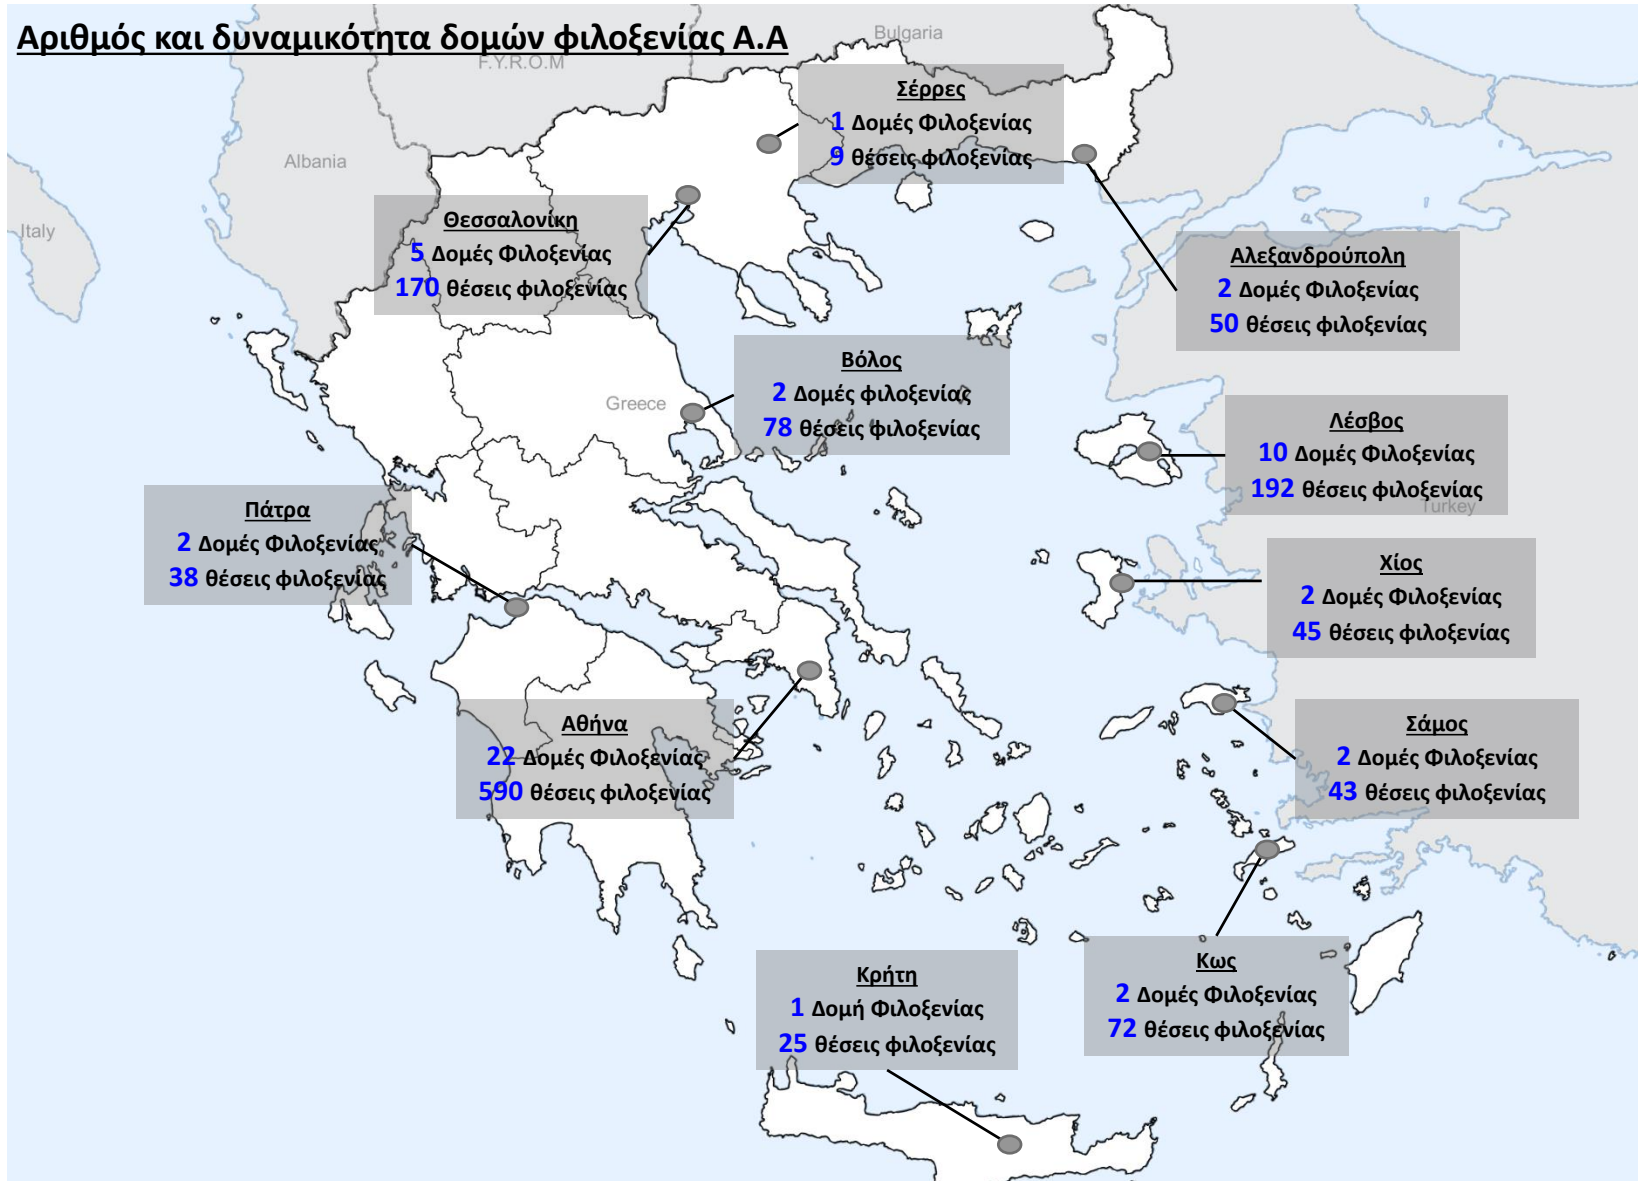 Αριθμός και δυναμικότητα δομών φιλοξενίας Α.Α
Bulgaria
F.Y.R.O.M
Albania
Italy
Greece
Turkey
Σέρρες
1 Δομές Φιλοξενίας
9 θέσεις φιλοξενίας
Θεσσαλονίκη
5 Δομές Φιλοξενίας
170 θέσεις φιλοξενίας
Αλεξανδρούπολη
2 Δομές Φιλοξενίας
50 θέσεις φιλοξενίας
Βόλος
2 Δομές φιλοξενίας
78 θέσεις φιλοξενίας
Λέσβος
10 Δομές Φιλοξενίας
192 θέσεις φιλοξενίας
Πάτρα
2 Δομές Φιλοξενίας
38 θέσεις φιλοξενίας
Χίος
2 Δομές Φιλοξενίας
45 θέσεις φιλοξενίας
Αθήνα
22 Δομές Φιλοξενίας
590 θέσεις φιλοξενίας
Σάμος
2 Δομές Φιλοξενίας
43 θέσεις φιλοξενίας
Κως
2 Δομές Φιλοξενίας
72 θέσεις φιλοξενίας
Κρήτη
1 Δομή Φιλοξενίας
25 θέσεις φιλοξενίας